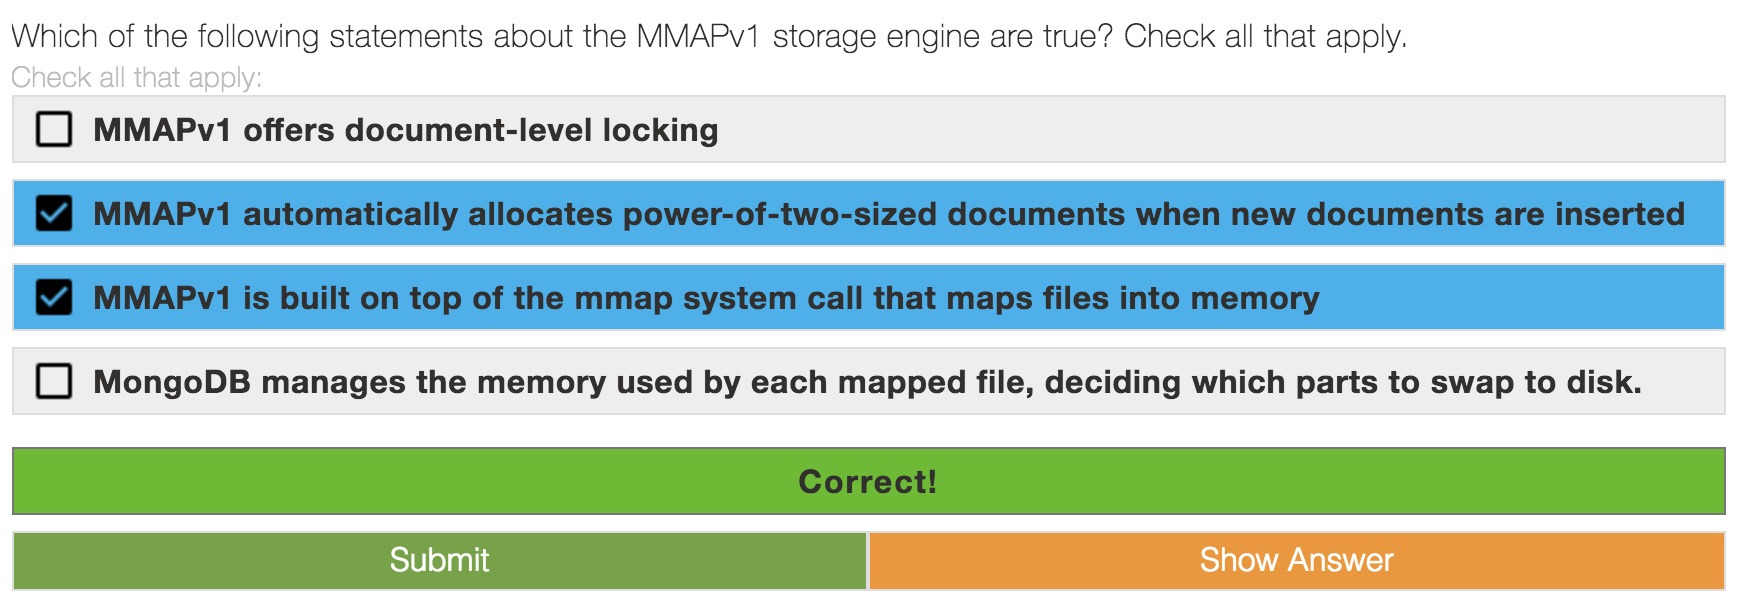 Which of the following statements about the MMAPv1 storage engine are true? Check all that apply.
Check all that apply:
MMAPv1 offers document-level locking
MMAPv1 automatically allocates power-of-two-sized documents when new documents are inserted
MMAPv1 is built on top of the mmap system call that maps files into memory
MongoDB manages the memory used by each mapped file, deciding which parts to swap to disk.
Correct!
Submit
Show Answer